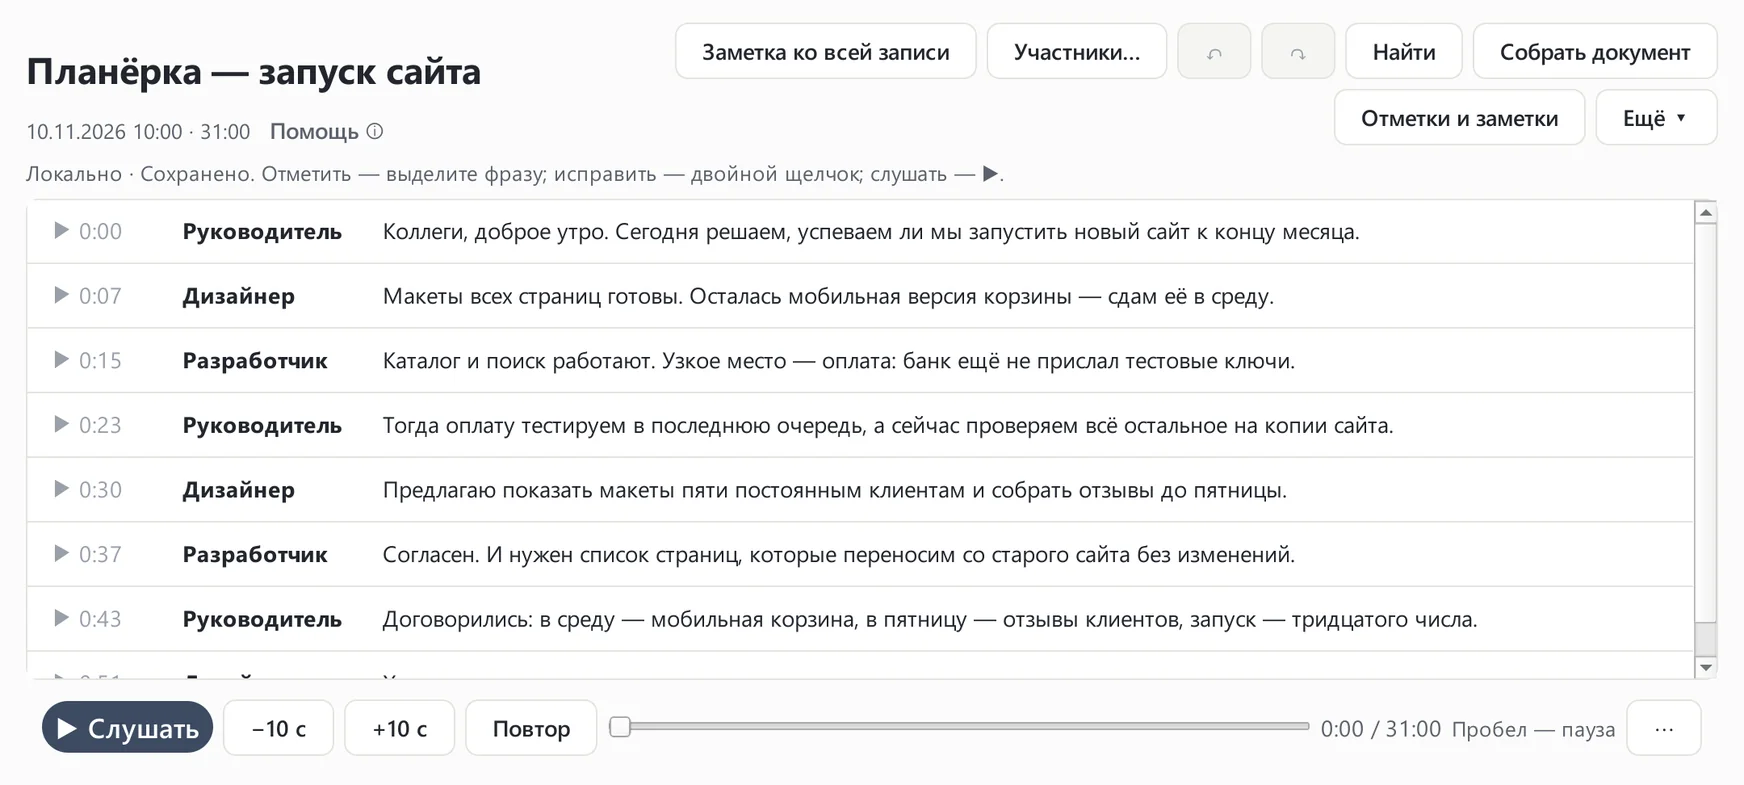 Планёрка — запуск сайта
Заметка ко всей записи Участники... Найти Собрать документ
Отметки и заметки Ещё ▼
10.11.2026 10:00 · 31:00 Помощь ⓘ
Локально · Сохранено. Отметить — выделите фразу; исправить — двойной щелчок; слушать — ▶.
▶ 0:00 Руководитель Коллеги, доброе утро. Сегодня решаем, успеваем ли мы запустить новый сайт к концу месяца.
▶ 0:07 Дизайнер Макеты всех страниц готовы. Осталась мобильная версия корзины — сдам её в среду.
▶ 0:15 Разработчик Каталог и поиск работают. Узкое место — оплата: банк ещё не прислал тестовые ключи.
▶ 0:23 Руководитель Тогда оплату тестируем в последнюю очередь, а сейчас проверяем всё остальное на копии сайта.
▶ 0:30 Дизайнер Предлагаю показать макеты пяти постоянным клиентам и собрать отзывы до пятницы.
▶ 0:37 Разработчик Согласен. И нужен список страниц, которые переносим со старого сайта без изменений.
▶ 0:43 Руководитель Договорились: в среду — мобильная корзина, в пятницу — отзывы клиентов, запуск — тридцатого числа.
▶ Слушать −10 с +10 с Повтор 0:00 / 31:00 Пробел — пауза ...